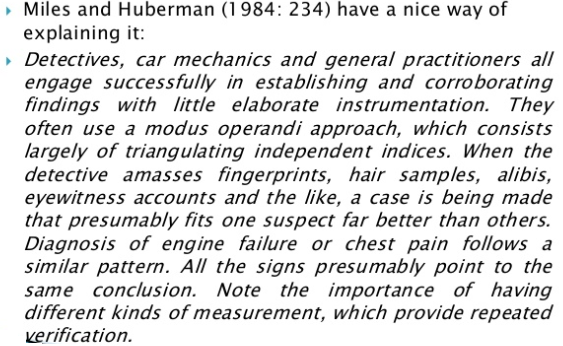 Miles and Huberman (1984: 234) have a nice way of
explaining it:
Detectives, car mechanics and general practitioners all
engage successfully in establishing and corroborating
findings with little elaborate instrumentation. They
often use a modus operandi approach, which consists
largely of triangulating independent indices. When the
detective amasses fingerprints, hair samples, alibis,
eyewitness accounts and the like, a case is being made
that presumably fits one suspect far better than others.
Diagnosis of engine failure or chest pain follows a
similar pattern. All the signs presumably point to the
same conclusion. Note the importance of having
different kinds of measurement, which provide repeated
verification.